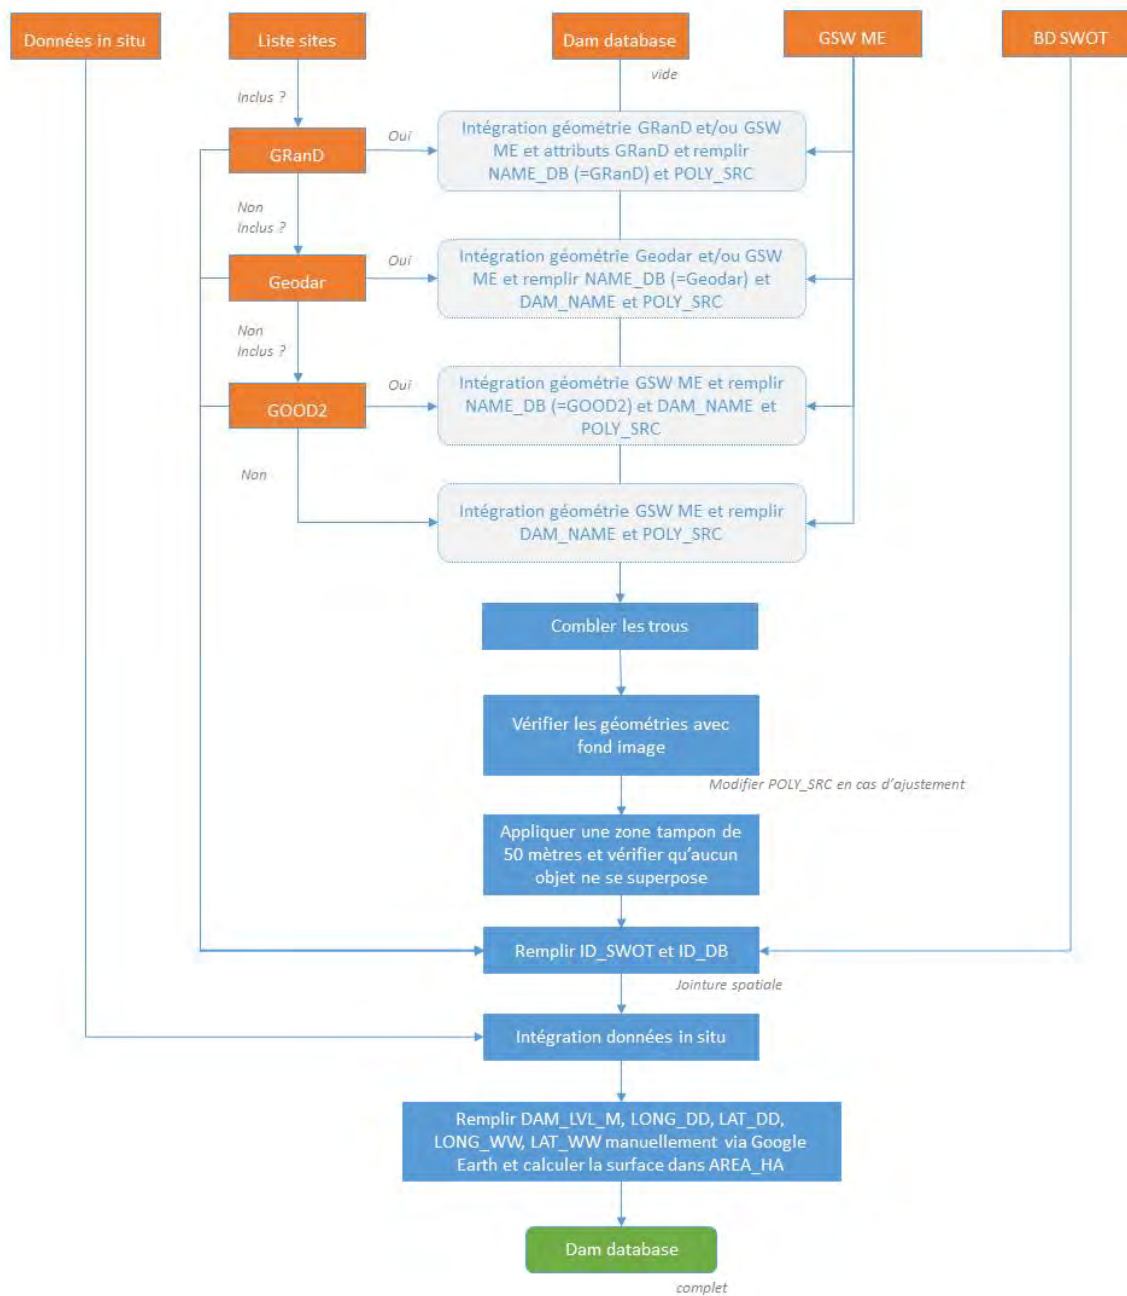 Données in situ
Liste sites
Dam database
GSW ME
BD SWOT
vide
Inclus ?
GRanD
Oui
Intégration géométrie GRanD et/ou GSW
ME et attributs GRanD et remplir
NAME_DB (=GRanD) et POLY_SRC
Non
Inclus ?
Geodar
Oui
Intégration géométrie Geodar et/ou GSW
ME et remplir NAME_DB (=Geodar) et
DAM_NAME et POLY_SRC
Non
Inclus ?
GOOD2
Oui
Intégration géométrie GSW ME et remplir
NAME_DB (=GOOD2) et DAM_NAME et
POLY_SRC
Non
Intégration géométrie GSW ME et remplir
DAM_NAME et POLY_SRC
Combler les trous
Vérifier les géométries avec
fond image
Modifier POLY_SRC en cas d'ajustement
Appliquer une zone tampon de
50 mètres et vérifier qu'aucun
objet ne se superpose
Remplir ID_SWOT et ID_DB
Jointure spatiale
Intégration données in situ
Remplir DAM_LVL_M, LONG_DD, LAT_DD,
LONG_WW, LAT_WW manuellement via Google
Earth et calculer la surface dans AREA_HA
Dam database
complet